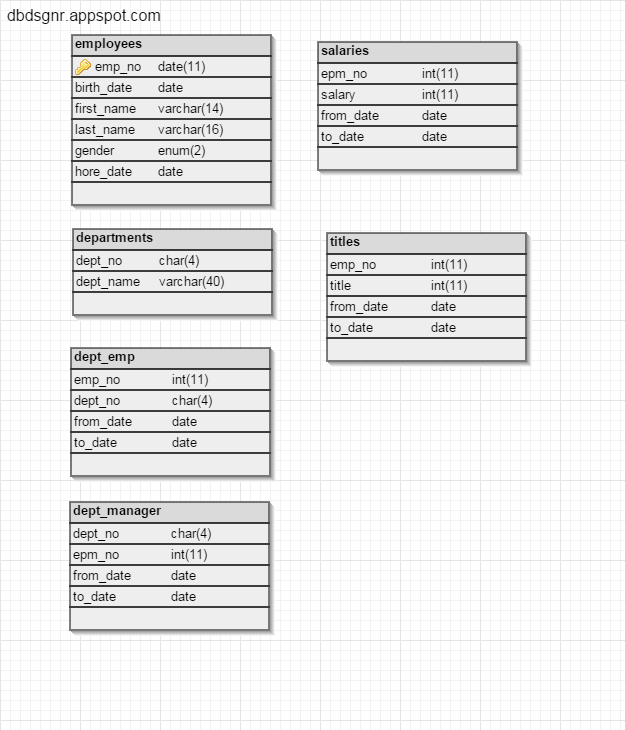 dbdsgnr.appspot.com
employees
emp_no date(11)
birth_date date
first_name varchar(14)
last_name varchar(16)
gender enum(2)
hore_date date
salaries
epm_no int(11)
salary int(11)
from_date date
to_date date
departments
dept_no char(4)
dept_name varchar(40)
titles
emp_no int(11)
title int(11)
from_date date
to_date date
dept_emp
emp_no int(11)
dept_no char(4)
from_date date
to_date date
dept_manager
dept_no char(4)
epm_no int(11)
from_date date
to_date date